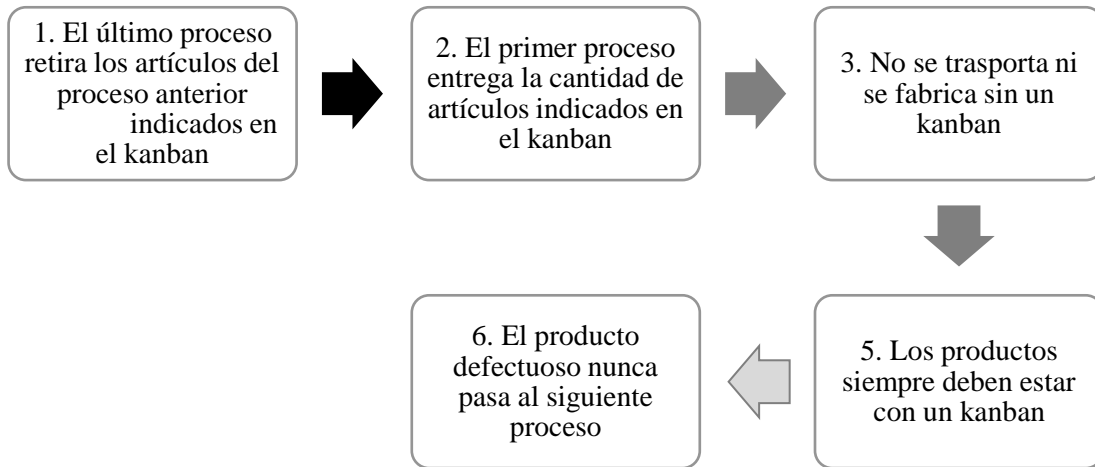 1. El último proceso
retira los artículos del
proceso anterior
indicados en
el kanban
2. El primer proceso
entrega la cantidad de
artículos indicados en
el kanban
3. No se trasporta ni
se fabrica sin un
kanban
5. Los productos
siempre deben estar
con un kanban
6. El producto
defectuoso nunca
pasa al siguiente
proceso